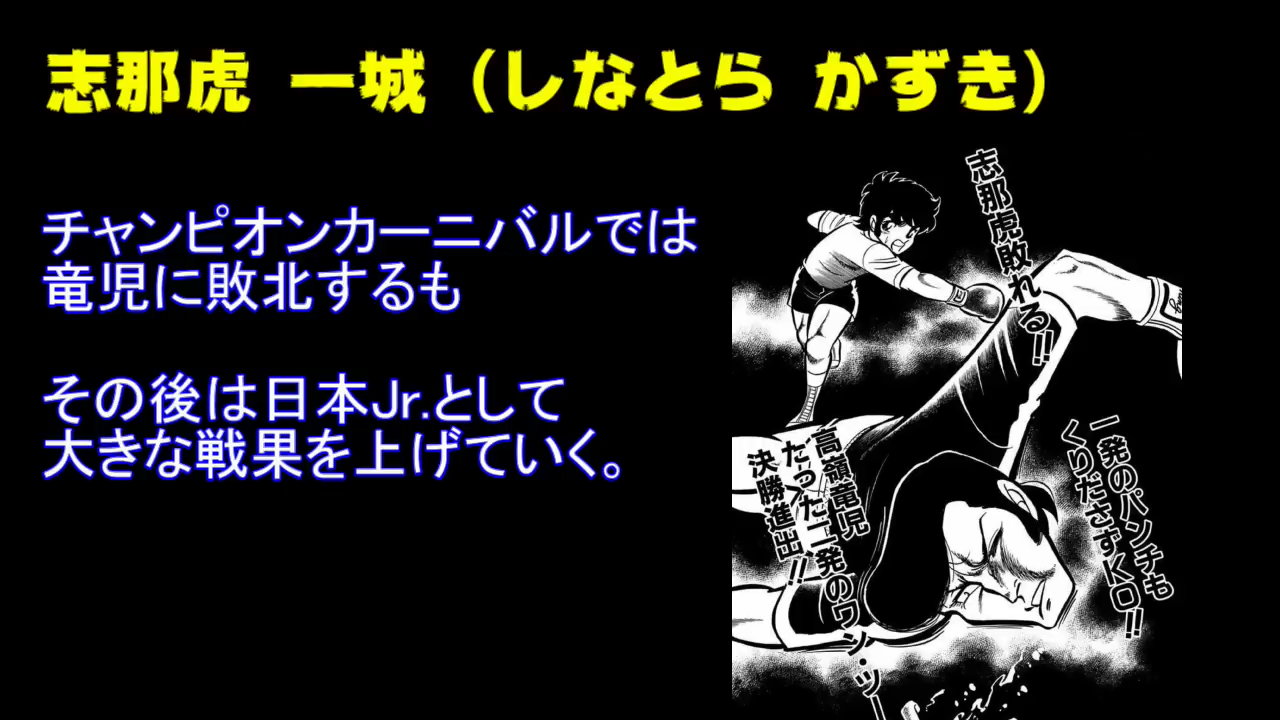 志那虎 一城 (しなとら かずき)
チャンピオンカーニバルでは
竜児に敗北するも
その後は日本Jr.として
大きな戦果を上げていく。
志那虎敗れる!!
一発のパンチも
くりださずKO!!
高嶺竜児
たった二発のワン・ツー
決勝進出!!